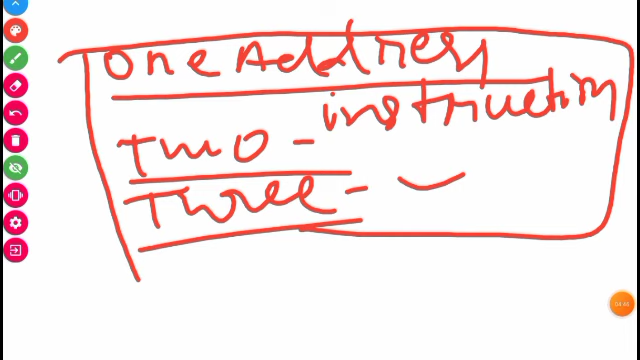 One Address
instruction
Two -
Three -